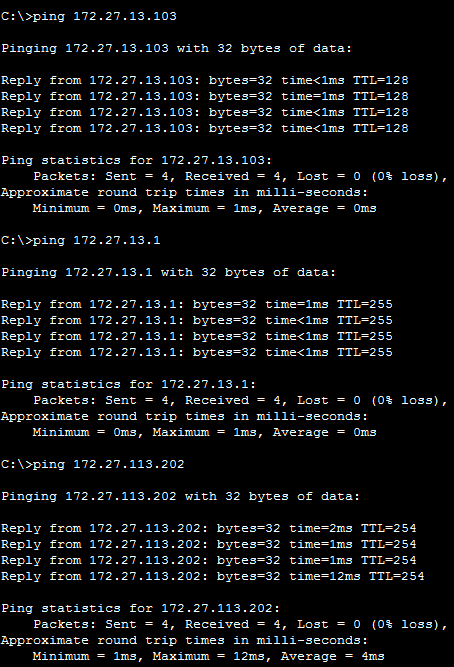 C:\>ping 172.27.13.103
Pinging 172.27.13.103 with 32 bytes of data:
Reply from 172.27.13.103: bytes=32 time<1ms TTL=128
Reply from 172.27.13.103: bytes=32 time=1ms TTL=128
Reply from 172.27.13.103: bytes=32 time<1ms TTL=128
Reply from 172.27.13.103: bytes=32 time<1ms TTL=128
Ping statistics for 172.27.13.103:
    Packets: Sent = 4, Received = 4, Lost = 0 (0% loss),
Approximate round trip times in milli-seconds:
    Minimum = 0ms, Maximum = 1ms, Average = 0ms
C:\>ping 172.27.13.1
Pinging 172.27.13.1 with 32 bytes of data:
Reply from 172.27.13.1: bytes=32 time=1ms TTL=255
Reply from 172.27.13.1: bytes=32 time<1ms TTL=255
Reply from 172.27.13.1: bytes=32 time<1ms TTL=255
Reply from 172.27.13.1: bytes=32 time<1ms TTL=255
Ping statistics for 172.27.13.1:
    Packets: Sent = 4, Received = 4, Lost = 0 (0% loss),
Approximate round trip times in milli-seconds:
    Minimum = 0ms, Maximum = 1ms, Average = 0ms
C:\>ping 172.27.113.202
Pinging 172.27.113.202 with 32 bytes of data:
Reply from 172.27.113.202: bytes=32 time=2ms TTL=254
Reply from 172.27.113.202: bytes=32 time=1ms TTL=254
Reply from 172.27.113.202: bytes=32 time=1ms TTL=254
Reply from 172.27.113.202: bytes=32 time=12ms TTL=254
Ping statistics for 172.27.113.202:
    Packets: Sent = 4, Received = 4, Lost = 0 (0% loss),
Approximate round trip times in milli-seconds:
    Minimum = 1ms, Maximum = 12ms, Average = 4ms